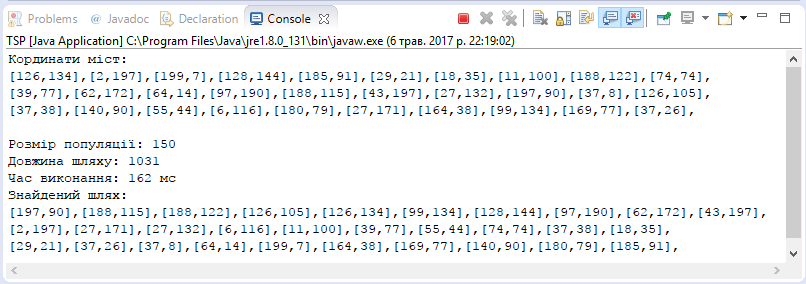 Problems @ Javadoc Declaration Console
TSP [Java Application] C:\Program Files\Java\jre1.8.0_131\bin\javaw.exe (6 трав. 2017 р. 22:19:02)
Кординати міст:
[126,134],[2,197],[199,7],[128,144],[185,91],[29,21],[18,35],[11,100],[188,122],[74,74],
[39,77],[62,172],[64,14],[97,190],[188,115],[43,197],[27,132],[197,90],[37,8],[126,105],
[37,38],[140,90],[55,44],[6,116],[180,79],[27,171],[164,38],[99,134],[169,77],[37,26],
Розмір популяції: 150
Довжина шляху: 1031
Час виконання: 162 мс
Знайдений шлях:
[197,90],[188,115],[188,122],[126,105],[126,134],[99,134],[128,144],[97,190],[62,172],[43,197],
[2,197],[27,171],[27,132],[6,116],[11,100],[39,77],[55,44],[74,74],[37,38],[18,35],
[29,21],[37,26],[37,8],[64,14],[199,7],[164,38],[169,77],[140,90],[180,79],[185,91],